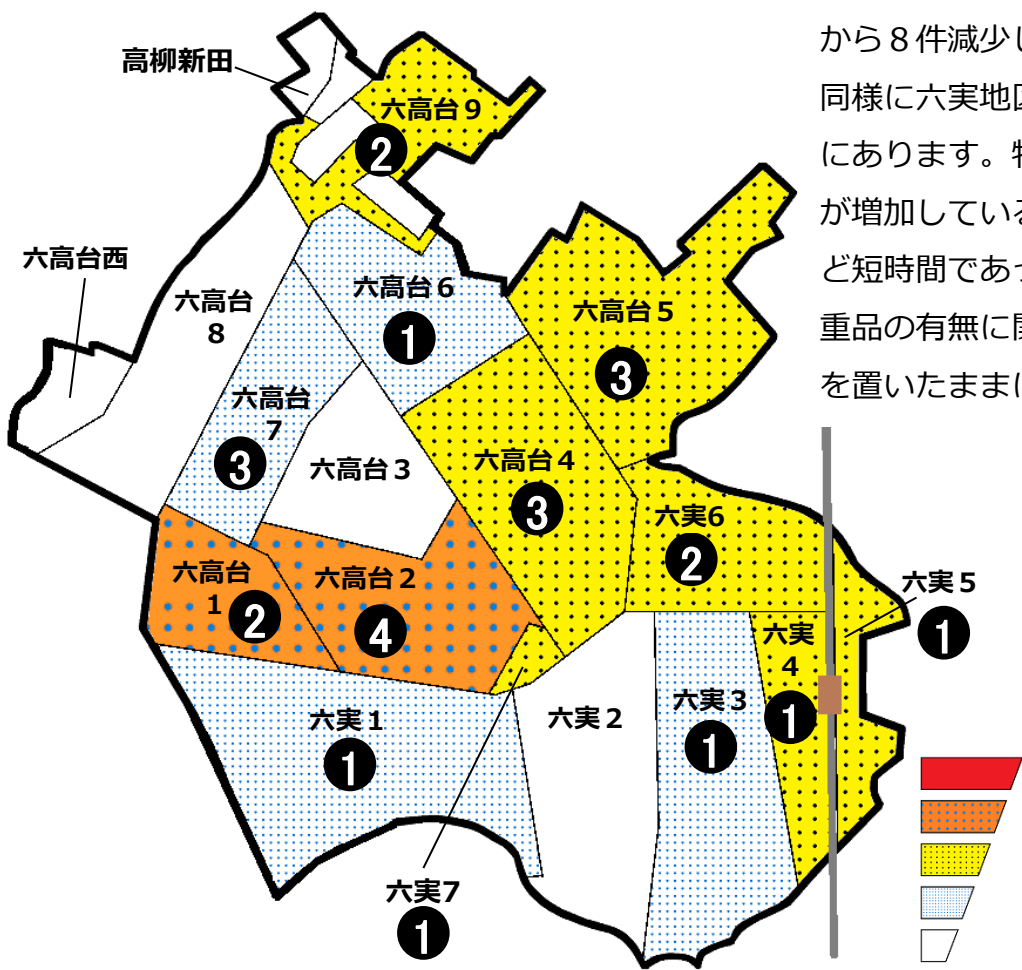 から８件減少し
同様に六実地区
にあります。
が増加している
ど短時間であっ
重品の有無に
を置いたまま
高柳新田
六高台９
2
六高台西
六高台
8
六高台６
1
六高台５
3
六高台
7
3
六高台３
六高台４
3
六実6
2
六高台
1
2
六高台２
4
六実５
1
六実
4
1
六実１
1
六実２
六実３
1
六実7
1